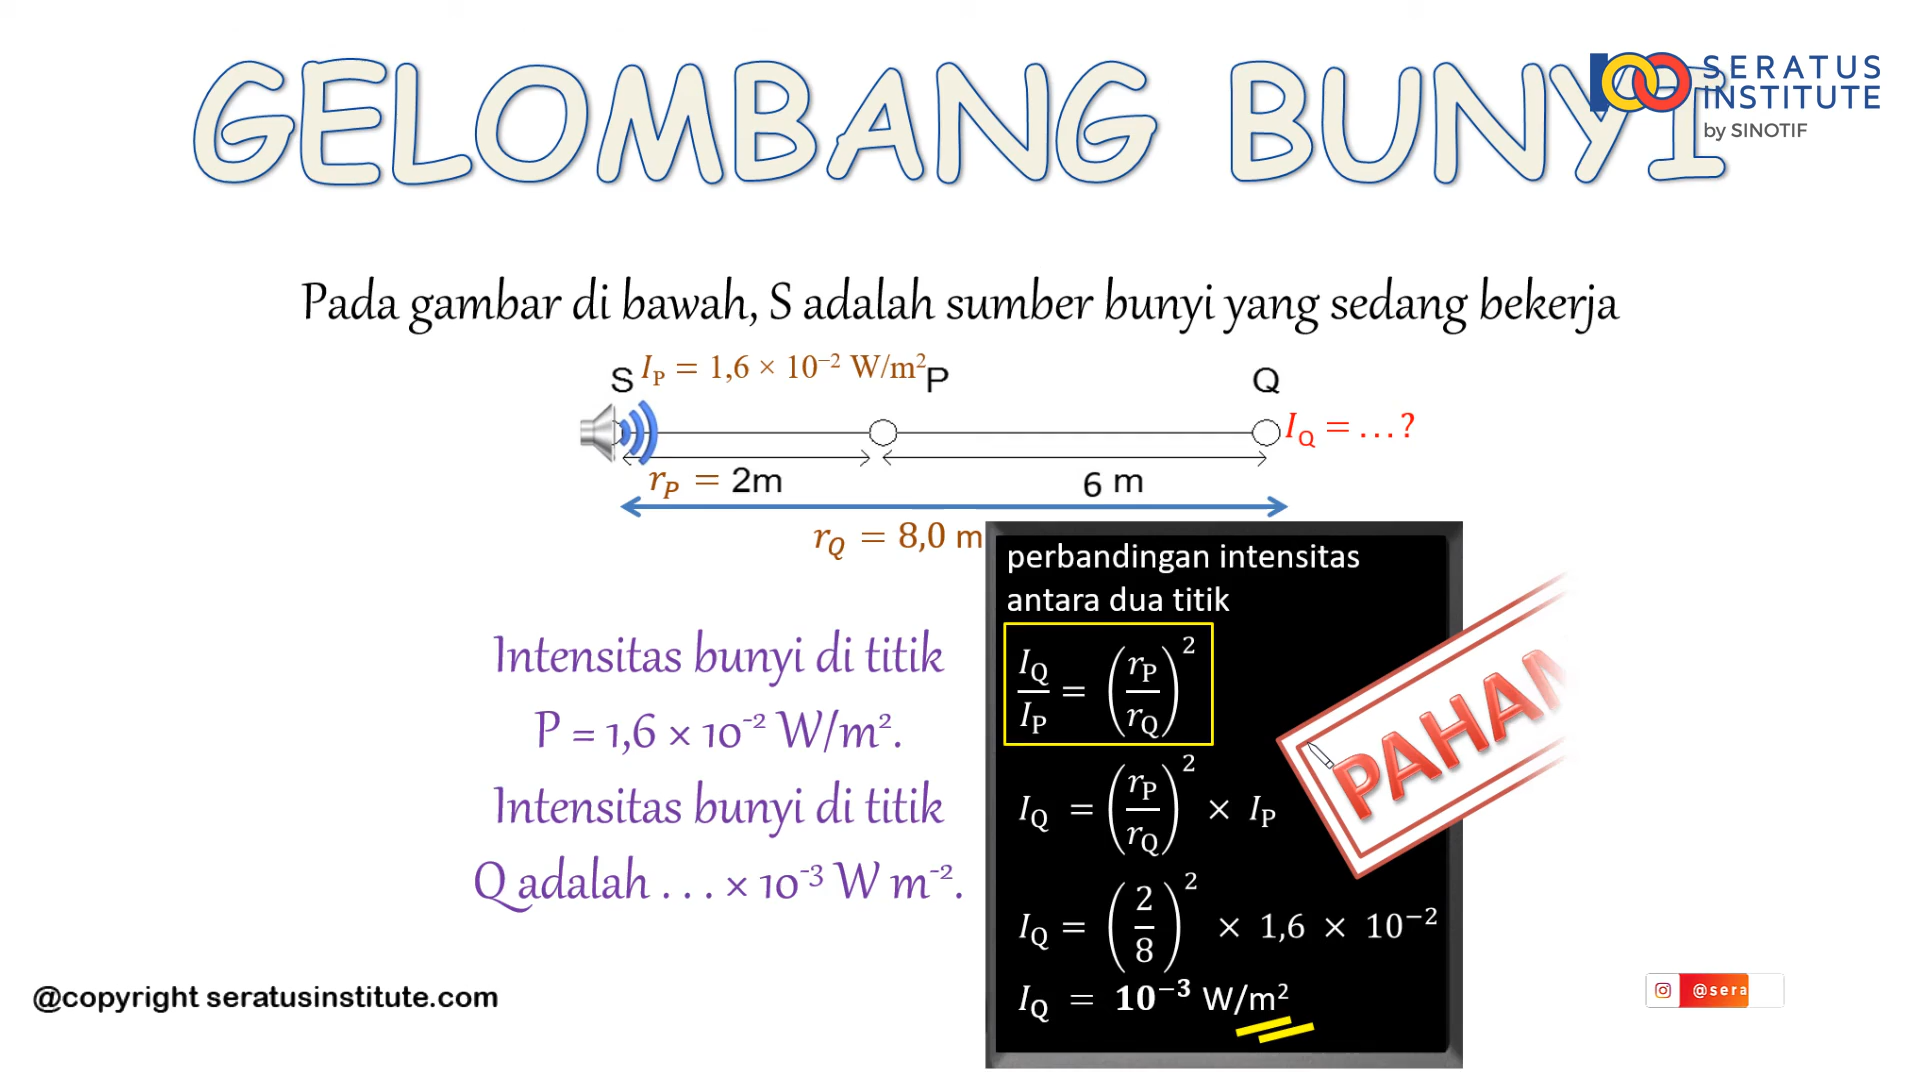 GELOMBANG BUNYI
SERATUS
INSTITUTE
by SINOTIF
Pada gambar di bawah, S adalah sumber bunyi yang sedang bekerja
S I_P = 1,6 × 10⁻² W/m² P Q
I_Q = ...?
r_P = 2m 6 m
r_Q = 8,0 m
Intensitas bunyi di titik
P = 1,6 × 10⁻² W/m².
Intensitas bunyi di titik
Q adalah . . . × 10⁻³ W m⁻².
perbandingan intensitas
antara dua titik
I_Q/I_P = (r_P/r_Q)²
I_Q = (r_P/r_Q)² × I_P
I_Q = (2/8)² × 1,6 × 10⁻²
I_Q = 10⁻³ W/m²
PAHAM
@copyright seratusinstitute.com
@sera